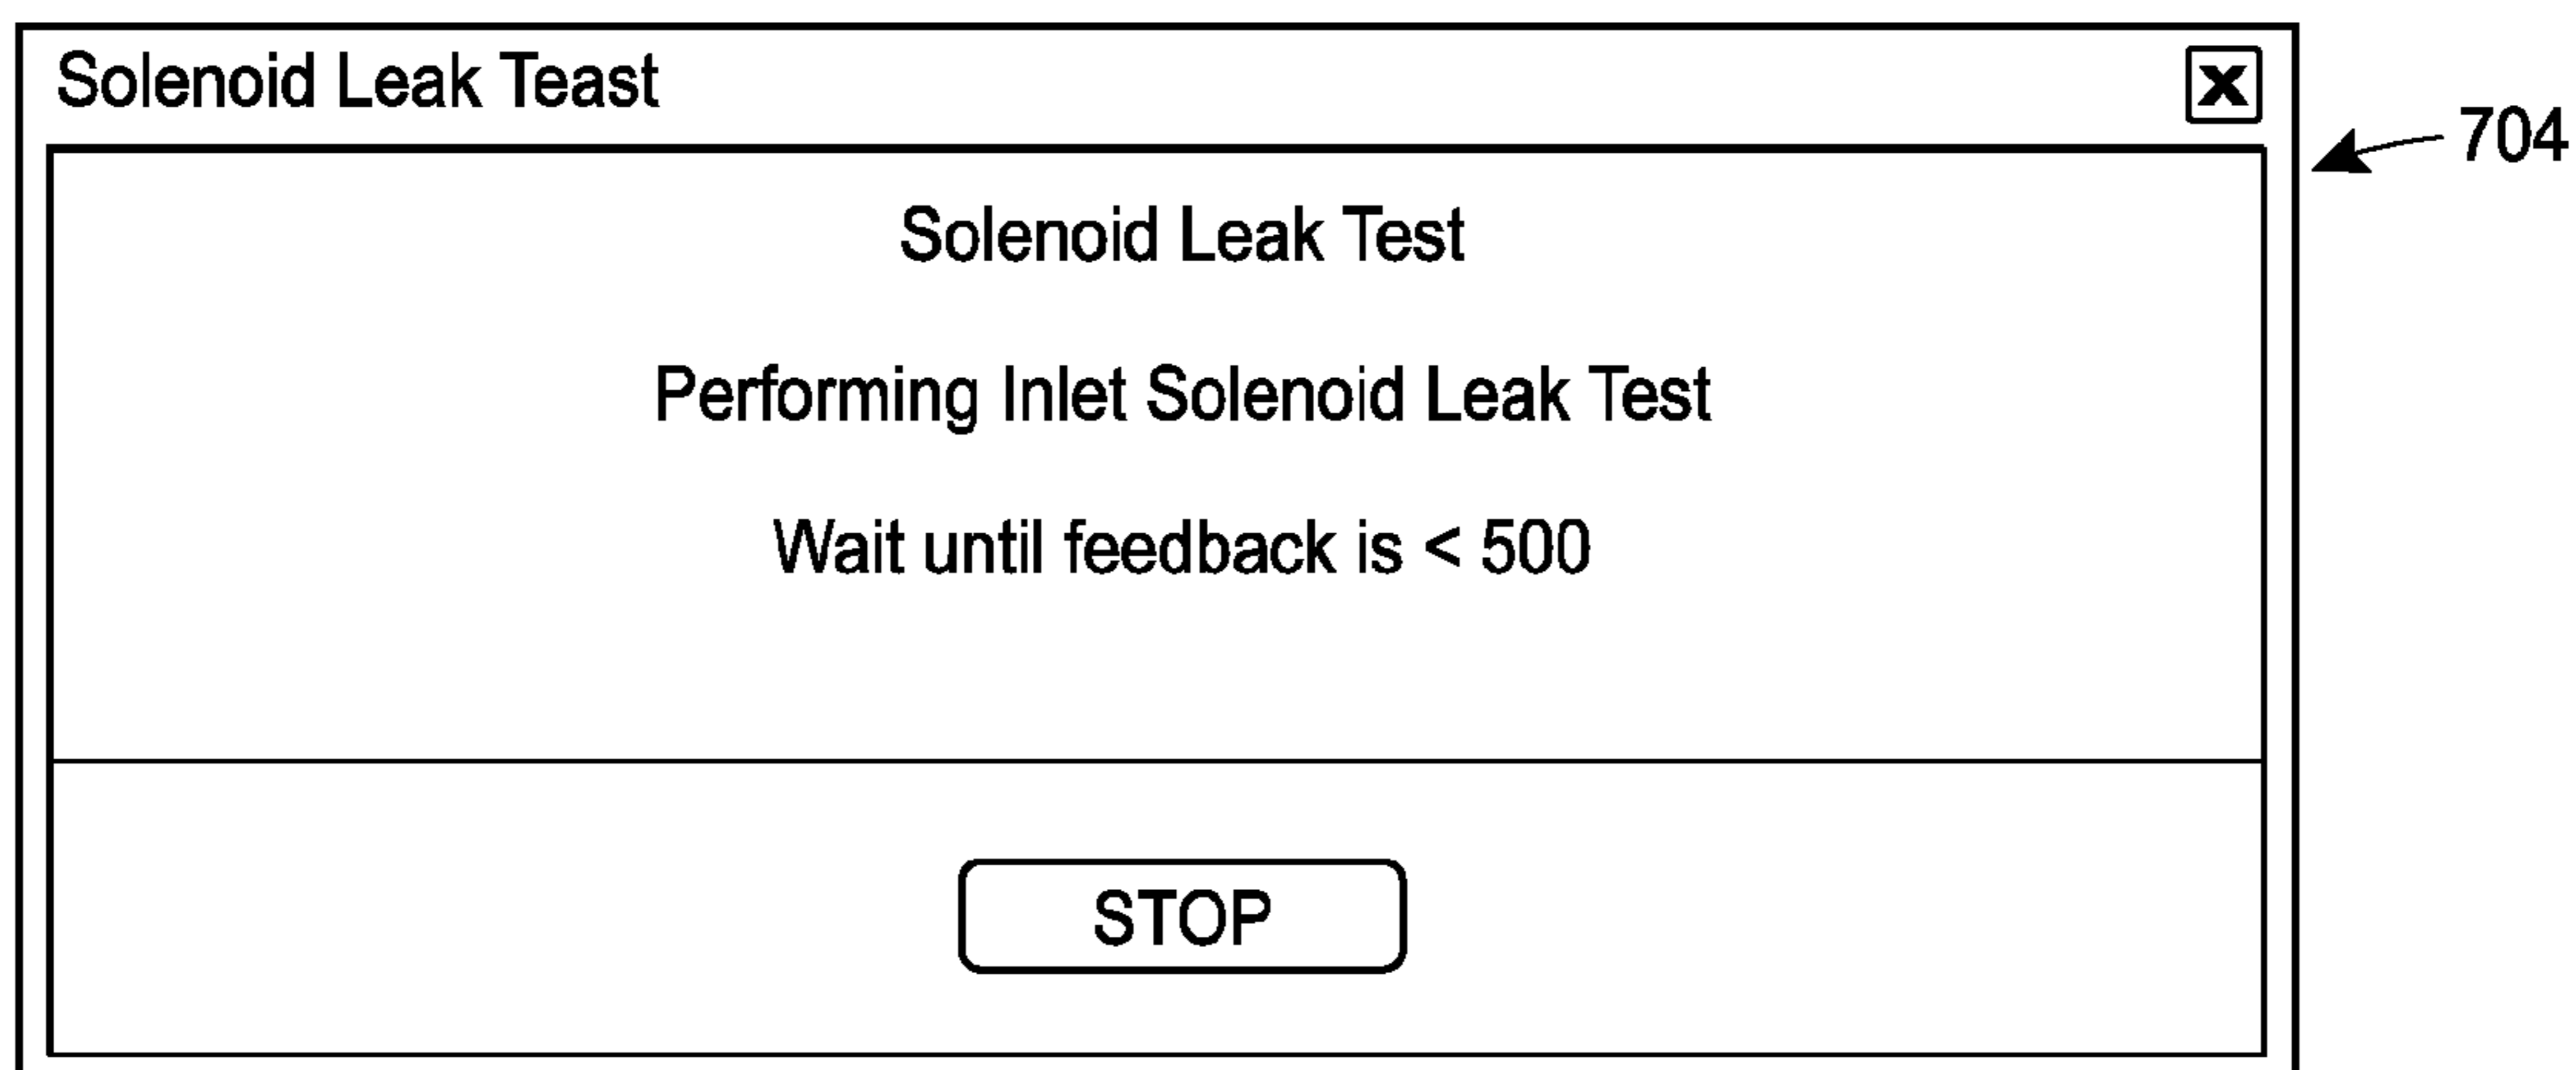 Solenoid Leak Teast
X
704
Solenoid Leak Test
Performing Inlet Solenoid Leak Test
Wait until feedback is < 500
STOP